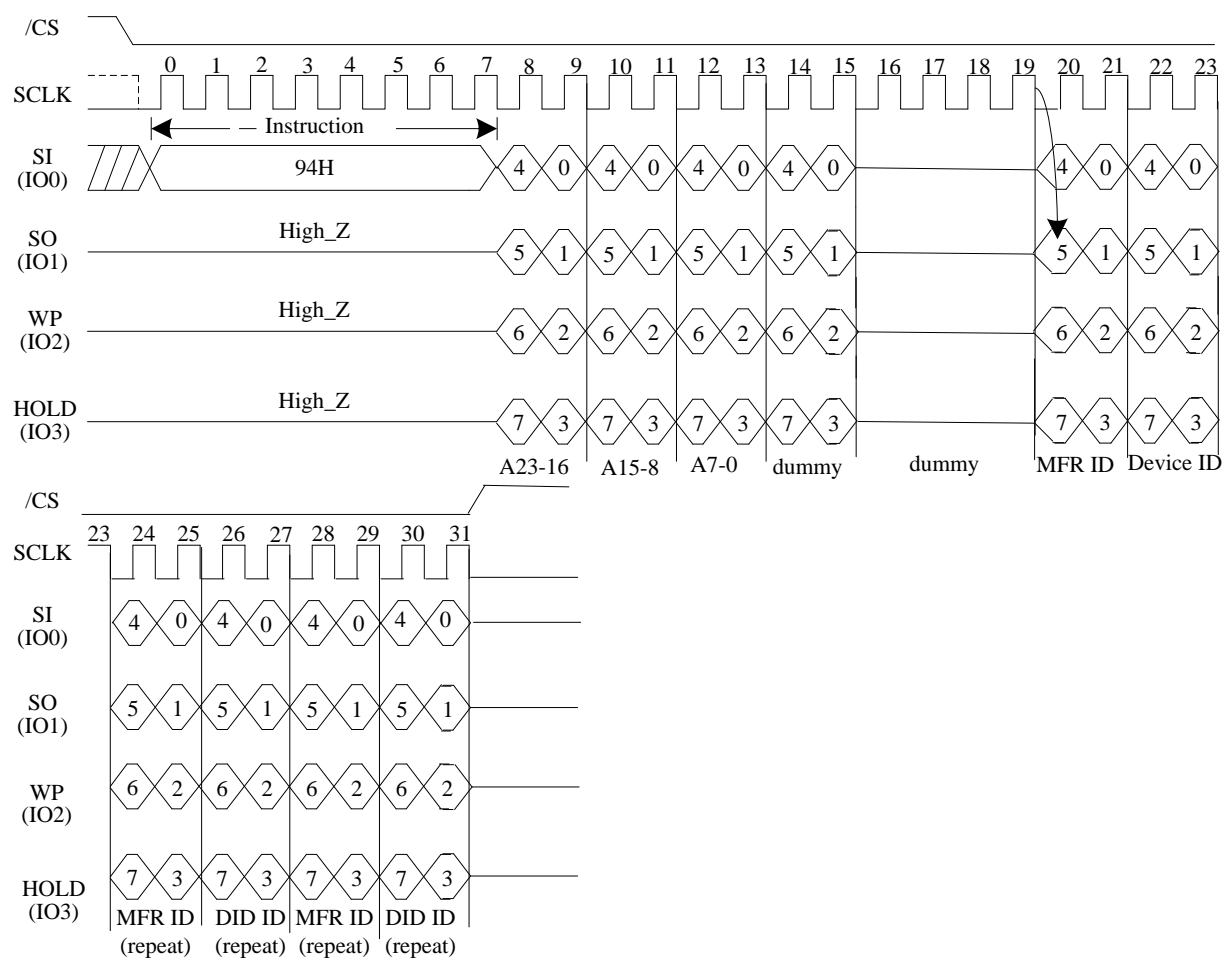 /CS
0 1 2 3 4 5 6 7 8 9 10 11 12 13 14 15 16 17 18 19 20 21 22 23
SCLK
Instruction
SI
(IO0)
94H
4 0 4 0 4 0 4 0 4 0 4 0
High_Z
SO
(IO1)
5 1 5 1 5 1 5 1 5 1 5 1
High_Z
WP
(IO2)
6 2 6 2 6 2 6 2 6 2 6 2
High_Z
HOLD
(IO3)
7 3 7 3 7 3 7 3 7 3 7 3
A23-16 A15-8 A7-0 dummy dummy MFR ID Device ID
/CS
23 24 25 26 27 28 29 30 31
SCLK
SI
(IO0)
4 0 4 0 4 0 4 0
SO
(IO1)
5 1 5 1 5 1 5 1
WP
(IO2)
6 2 6 2 6 2 6 2
HOLD
(IO3)
7 3 7 3 7 3 7 3
MFR ID DID ID MFR ID DID ID
(repeat) (repeat) (repeat) (repeat)